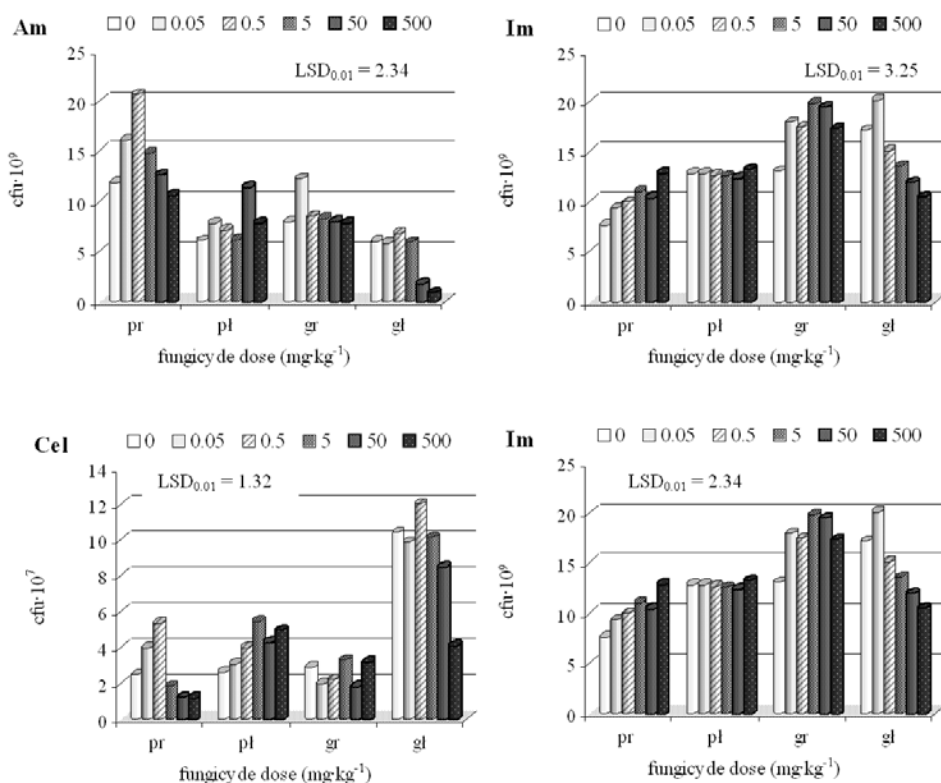 Am
0 0.05 0.5 5 50 500
LSD0.01 = 2.34
25
20
15
10
5
0
cfu·10⁹
pr pł gr gł
fungicyde dose (mg·kg⁻¹)
Im
0 0.05 0.5 5 50 500
LSD0.01 = 3.25
25
20
15
10
5
0
cfu·10⁹
pr pł gr gł
fungicyde dose (mg·kg⁻¹)
Cel
0 0.05 0.5 5 50 500
LSD0.01 = 1.32
14
12
10
8
6
4
2
0
cfu·10⁷
pr pł gr gł
fungicyde dose (mg·kg⁻¹)
Im
0 0.05 0.5 5 50 500
LSD0.01 = 2.34
25
20
15
10
5
0
cfu·10⁹
pr pł gr gł
fungicyde dose (mg·kg⁻¹)